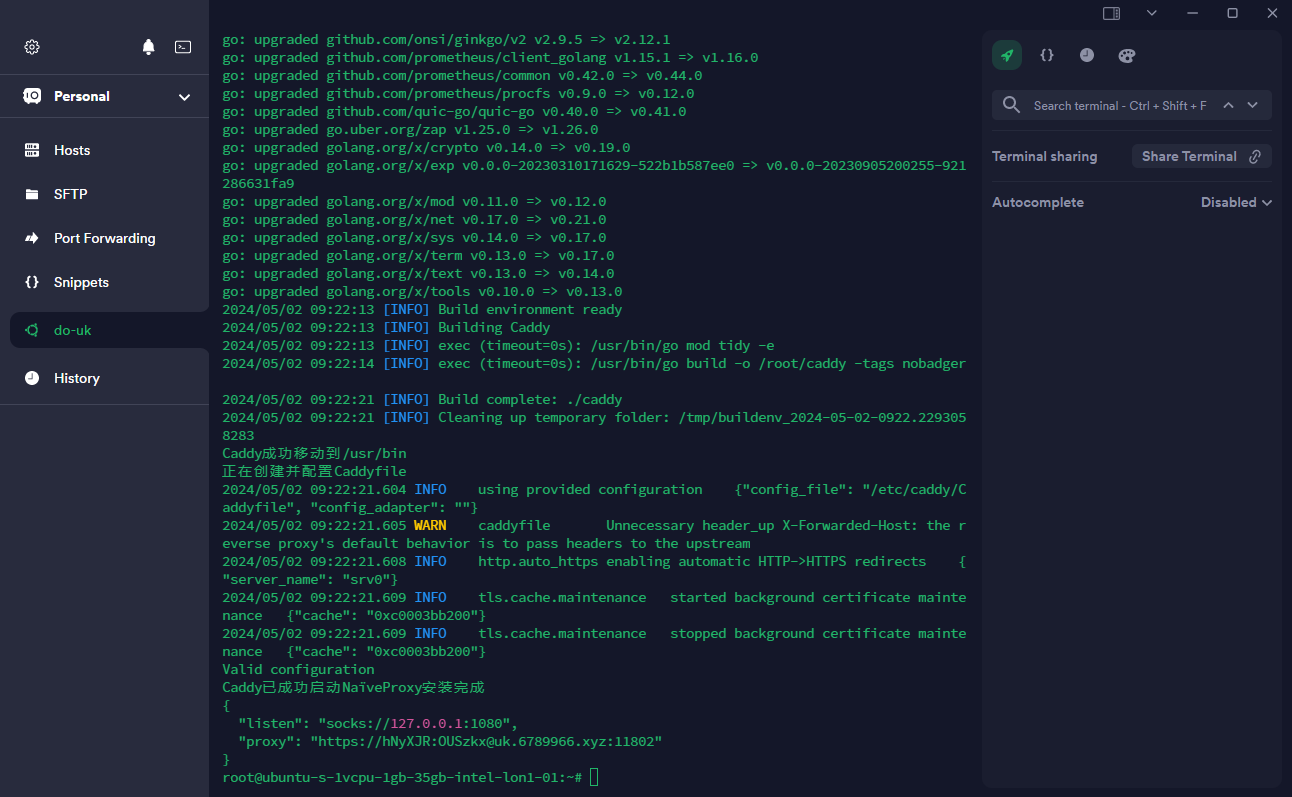 Personal
Hosts
SFTP
Port Forwarding
Snippets
do-uk
History
go: upgraded github.com/onsi/ginkgo/v2 v2.9.5 => v2.12.1
go: upgraded github.com/prometheus/client_golang v1.15.1 => v1.16.0
go: upgraded github.com/prometheus/common v0.42.0 => v0.44.0
go: upgraded github.com/prometheus/procfs v0.9.0 => v0.12.0
go: upgraded github.com/quic-go/quic-go v0.40.0 => v0.41.0
go: upgraded go.uber.org/zap v1.25.0 => v1.26.0
go: upgraded golang.org/x/crypto v0.14.0 => v0.19.0
go: upgraded golang.org/x/exp v0.0.0-20230310171629-522b1b587ee0 => v0.0.0-20230905200255-921
286631fa9
go: upgraded golang.org/x/mod v0.11.0 => v0.12.0
go: upgraded golang.org/x/net v0.17.0 => v0.21.0
go: upgraded golang.org/x/sys v0.14.0 => v0.17.0
go: upgraded golang.org/x/term v0.13.0 => v0.17.0
go: upgraded golang.org/x/text v0.13.0 => v0.14.0
go: upgraded golang.org/x/tools v0.10.0 => v0.13.0
2024/05/02 09:22:13 [INFO] Build environment ready
2024/05/02 09:22:13 [INFO] Building Caddy
2024/05/02 09:22:13 [INFO] exec (timeout=0s): /usr/bin/go mod tidy -e
2024/05/02 09:22:14 [INFO] exec (timeout=0s): /usr/bin/go build -o /root/caddy -tags nobadger
2024/05/02 09:22:21 [INFO] Build complete: ./caddy
2024/05/02 09:22:21 [INFO] Cleaning up temporary folder: /tmp/buildenv_2024-05-02-0922.229305
8283
Caddy成功移动到/usr/bin
正在创建并配置Caddyfile
2024/05/02 09:22:21.604 INFO    using provided configuration    {"config_file": "/etc/caddy/C
addyfile", "config_adapter": ""}
2024/05/02 09:22:21.605 WARN    caddyfile       Unnecessary header_up X-Forwarded-Host: the r
everse proxy's default behavior is to pass headers to the upstream
2024/05/02 09:22:21.608 INFO    http.auto_https enabling automatic HTTP->HTTPS redirects    {
"server_name": "srv0"}
2024/05/02 09:22:21.609 INFO    tls.cache.maintenance   started background certificate mainte
nance   {"cache": "0xc0003bb200"}
2024/05/02 09:22:21.609 INFO    tls.cache.maintenance   stopped background certificate mainte
nance   {"cache": "0xc0003bb200"}
Valid configuration
Caddy已成功启动NaïveProxy安装完成
{
  "listen": "socks://127.0.0.1:1080",
  "proxy": "https://hNyXJR:OUSzkx@uk.6789966.xyz:11802"
}
root@ubuntu-s-1vcpu-1gb-35gb-intel-lon1-01:~#
Search terminal - Ctrl + Shift + F
Terminal sharing
Share Terminal
Autocomplete
Disabled